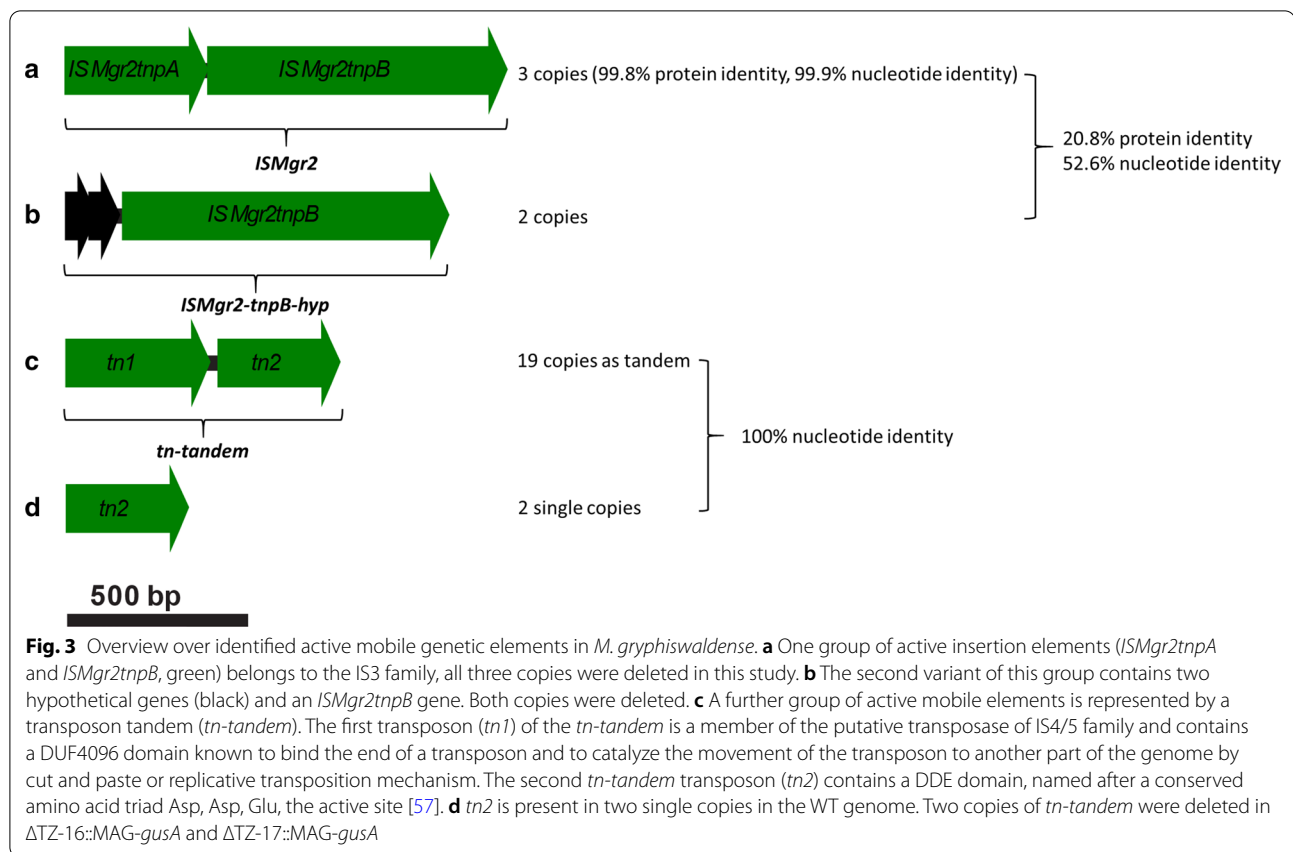 a
ISMgr2tnpA
ISMgr2tnpB
3 copies (99.8% protein identity, 99.9% nucleotide identity)
ISMgr2
20.8% protein identity
52.6% nucleotide identity
b
ISMgr2tnpB
2 copies
ISMgr2-tnpB-hyp
c
tn1
tn2
19 copies as tandem
tn-tandem
100% nucleotide identity
d
tn2
2 single copies
500 bp
Fig. 3 Overview over identified active mobile genetic elements in M. gryphiswaldense. a One group of active insertion elements (ISMgr2tnpA
and ISMgr2tnpB, green) belongs to the IS3 family, all three copies were deleted in this study. b The second variant of this group contains two
hypothetical genes (black) and an ISMgr2tnpB gene. Both copies were deleted. c A further group of active mobile elements is represented by a
transposon tandem (tn-tandem). The first transposon (tn1) of the tn-tandem is a member of the putative transposase of IS4/5 family and contains
a DUF4096 domain known to bind the end of a transposon and to catalyze the movement of the transposon to another part of the genome by
cut and paste or replicative transposition mechanism. The second tn-tandem transposon (tn2) contains a DDE domain, named after a conserved
amino acid triad Asp, Asp, Glu, the active site [57]. d tn2 is present in two single copies in the WT genome. Two copies of tn-tandem were deleted in
ΔTZ-16::MAG-gusA and ΔTZ-17::MAG-gusA